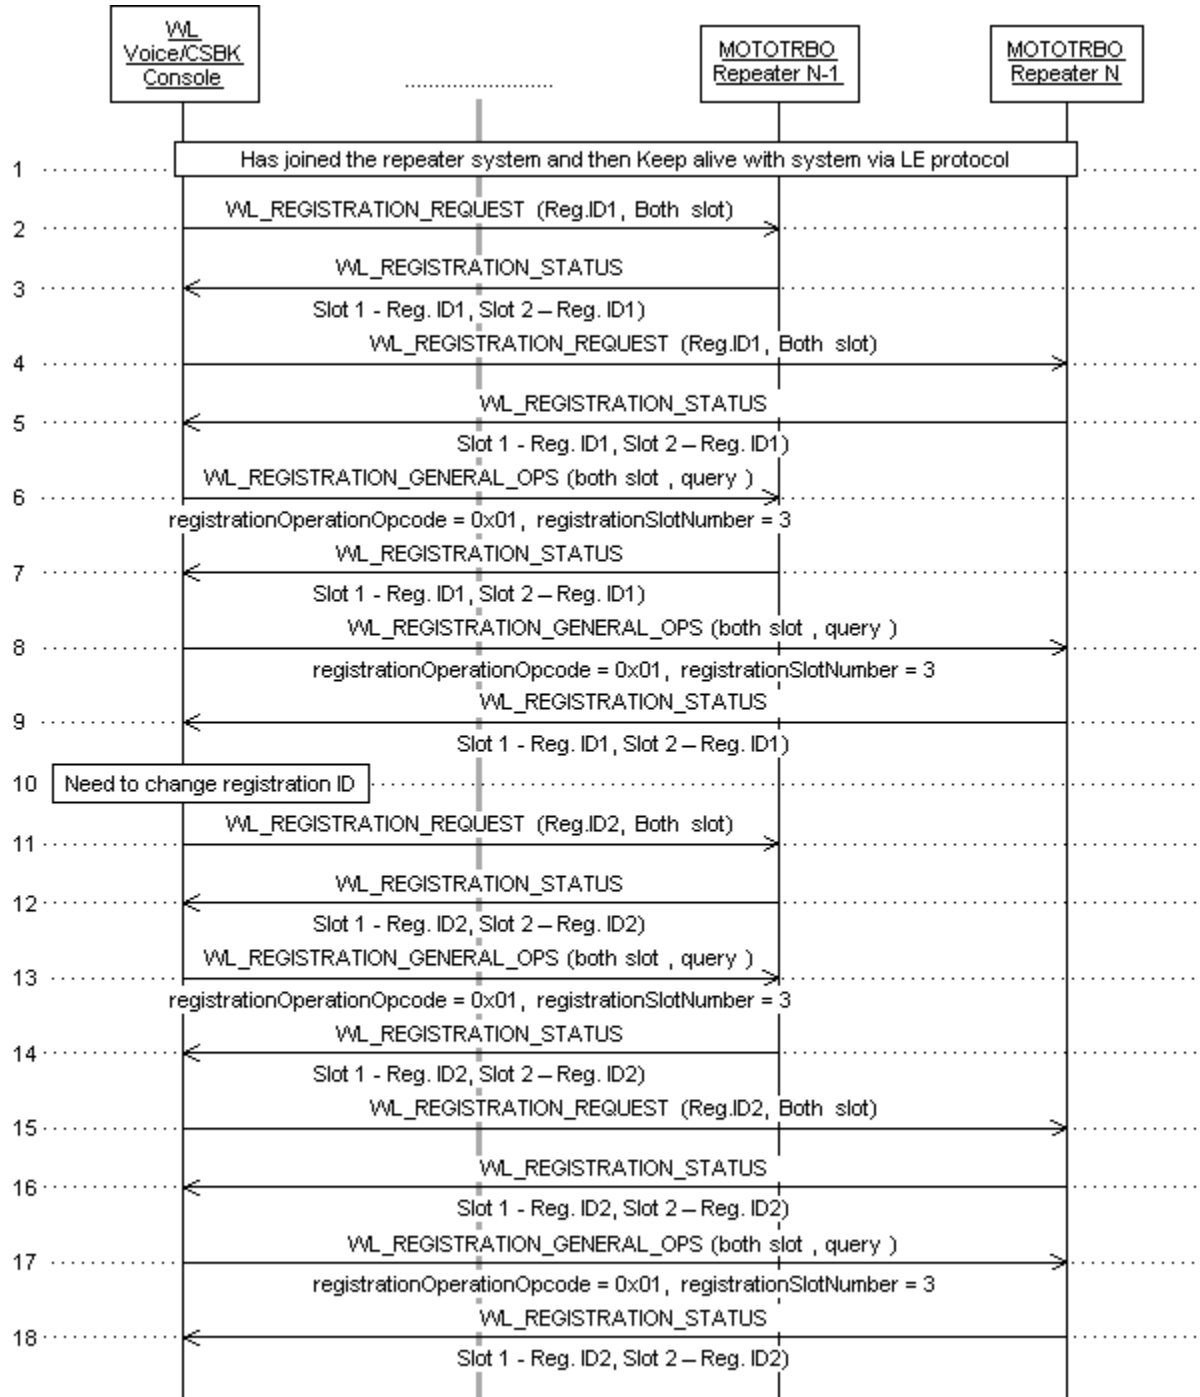 WL
Voice/CSBK
Console
MOTOTRBO
Repeater N-1
MOTOTRBO
Repeater N
1 Has joined the repeater system and then Keep alive with system via LE protocol
WL_REGISTRATION_REQUEST (Reg.ID1, Both slot)
2
WL_REGISTRATION_STATUS
3
Slot 1 - Reg. ID1, Slot 2 – Reg. ID1)
WL_REGISTRATION_REQUEST (Reg.ID1, Both slot)
4
WL_REGISTRATION_STATUS
5
Slot 1 - Reg. ID1, Slot 2 – Reg. ID1)
WL_REGISTRATION_GENERAL_OPS (both slot , query )
6
registrationOperationOpcode = 0x01, registrationSlotNumber = 3
WL_REGISTRATION_STATUS
7
Slot 1 - Reg. ID1, Slot 2 – Reg. ID1)
WL_REGISTRATION_GENERAL_OPS (both slot , query )
8
registrationOperationOpcode = 0x01, registrationSlotNumber = 3
WL_REGISTRATION_STATUS
9
Slot 1 - Reg. ID1, Slot 2 – Reg. ID1)
10 Need to change registration ID
WL_REGISTRATION_REQUEST (Reg.ID2, Both slot)
11
WL_REGISTRATION_STATUS
12
Slot 1 - Reg. ID2, Slot 2 – Reg. ID2)
WL_REGISTRATION_GENERAL_OPS (both slot , query )
13
registrationOperationOpcode = 0x01, registrationSlotNumber = 3
WL_REGISTRATION_STATUS
14
Slot 1 - Reg. ID2, Slot 2 – Reg. ID2)
WL_REGISTRATION_REQUEST (Reg.ID2, Both slot)
15
WL_REGISTRATION_STATUS
16
Slot 1 - Reg. ID2, Slot 2 – Reg. ID2)
WL_REGISTRATION_GENERAL_OPS (both slot , query )
17
registrationOperationOpcode = 0x01, registrationSlotNumber = 3
WL_REGISTRATION_STATUS
18
Slot 1 - Reg. ID2, Slot 2 – Reg. ID2)